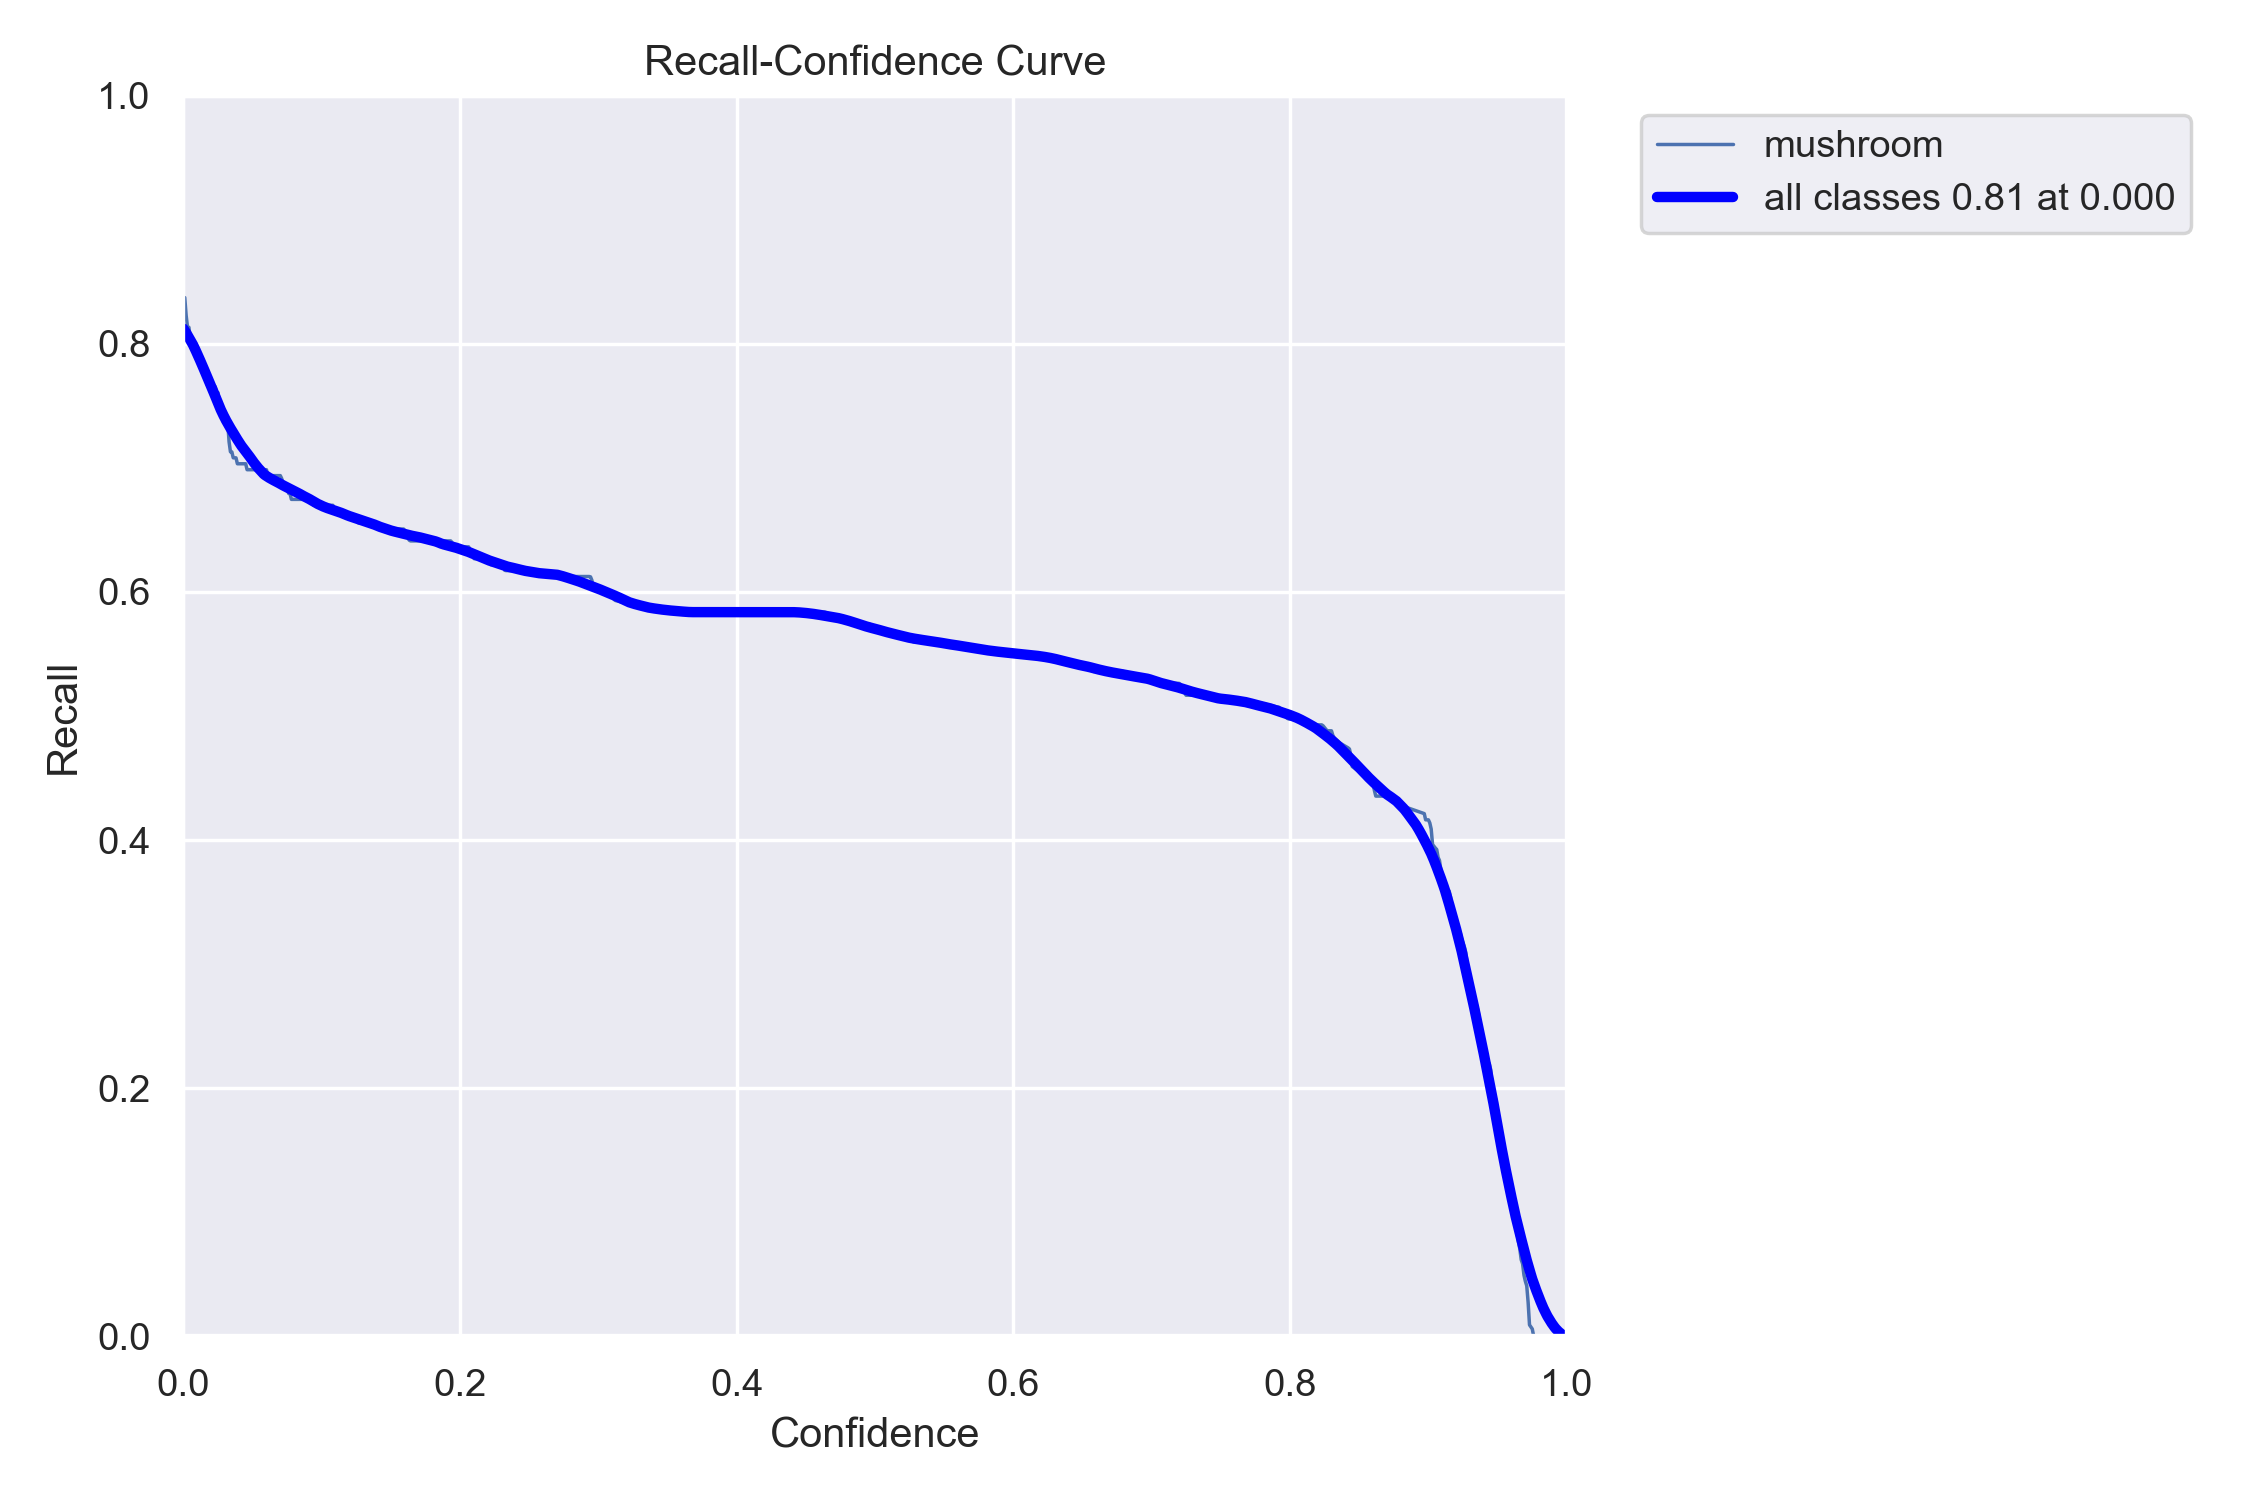 Recall-Confidence Curve
1.0
0.8
0.6
0.4
0.2
0.0
Recall
0.0 0.2 0.4 0.6 0.8 1.0
Confidence
mushroom
all classes 0.81 at 0.000